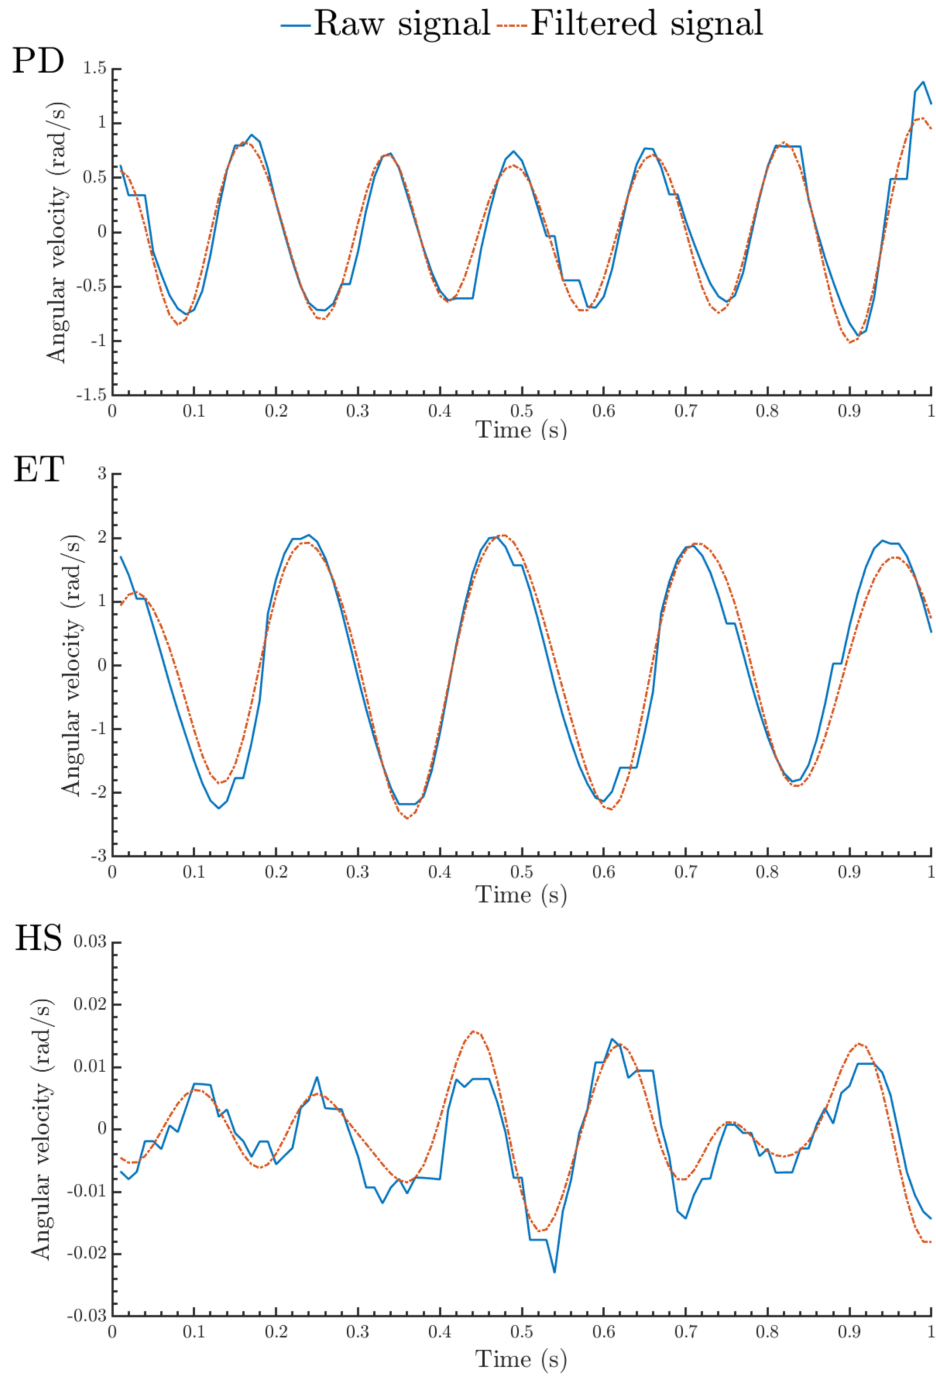 Raw signal Filtered signal
PD
Angular velocity (rad/s)
1.5
1
0.5
0
-0.5
-1
-1.5
0 0.1 0.2 0.3 0.4 0.5 0.6 0.7 0.8 0.9 1
Time (s)
ET
Angular velocity (rad/s)
3
2
1
0
-1
-2
-3
0 0.1 0.2 0.3 0.4 0.5 0.6 0.7 0.8 0.9 1
Time (s)
HS
Angular velocity (rad/s)
0.03
0.02
0.01
0
-0.01
-0.02
-0.03
0 0.1 0.2 0.3 0.4 0.5 0.6 0.7 0.8 0.9 1
Time (s)